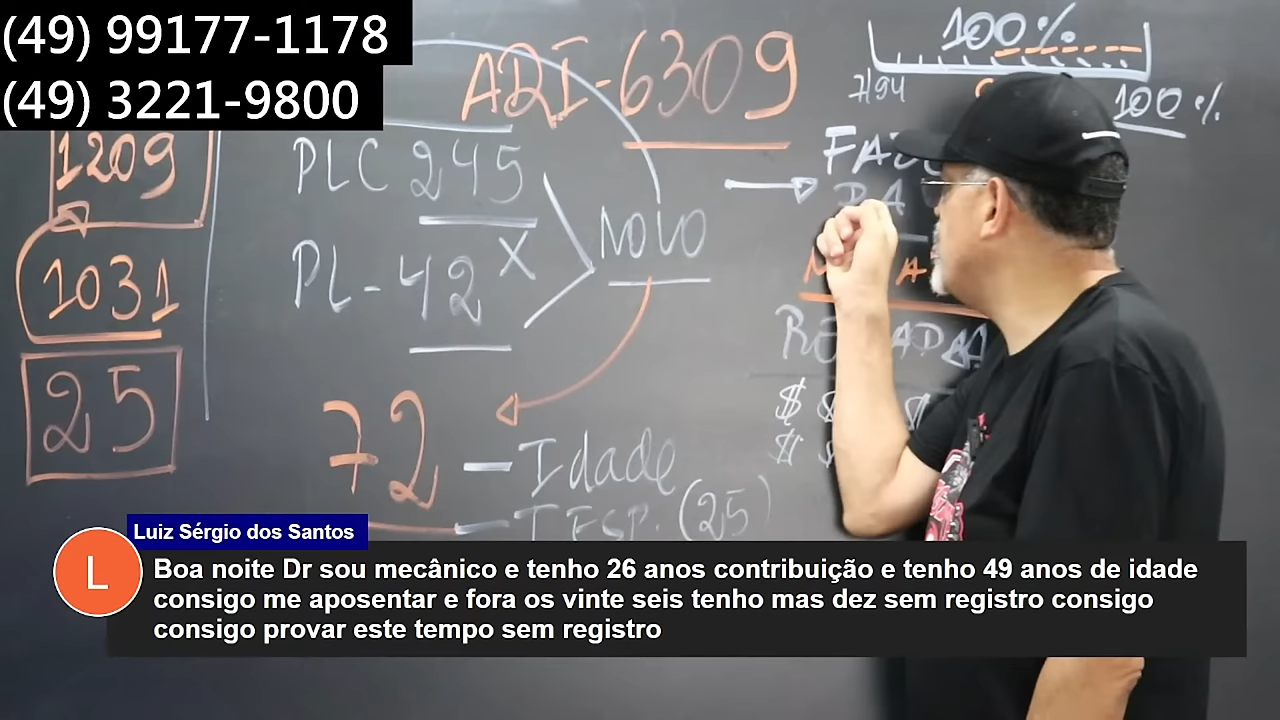 (49) 99177-1178
(49) 3221-9800
1209
1031
25
ADI-6309
PLC 245
X
PL-42
NOVO
72
Idade
T ESP. (25)
100%
7/94
100%
$
$
$
$
Luiz Sérgio dos Santos
L
Boa noite Dr sou mecânico e tenho 26 anos contribuição e tenho 49 anos de idade
consigo me aposentar e fora os vinte seis tenho mas dez sem registro consigo
consigo provar este tempo sem registro